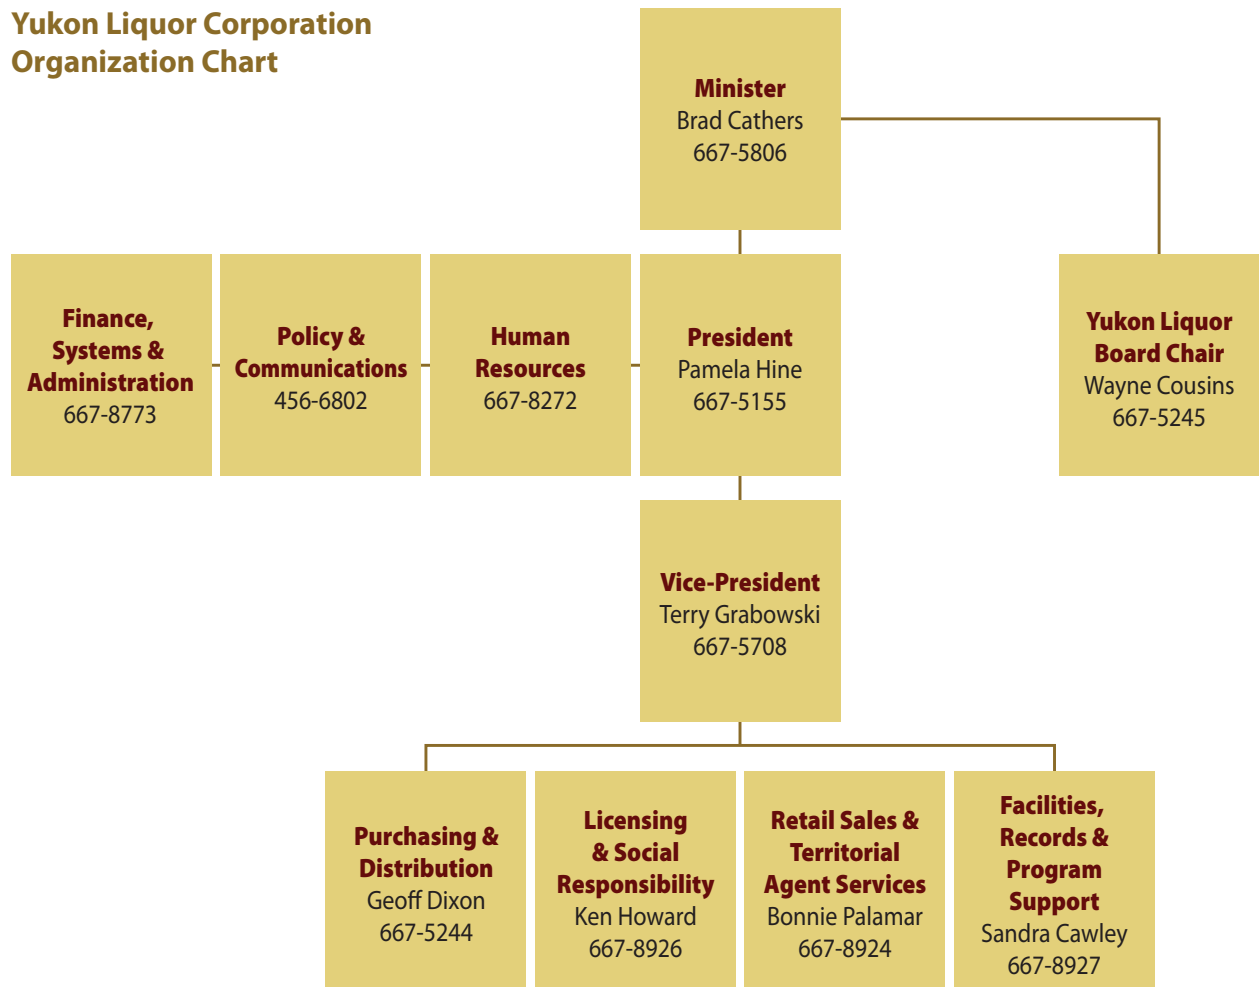 Yukon Liquor Corporation
Organization Chart
Minister
Brad Cathers
667-5806
Finance,
Systems &
Administration
667-8773
Policy &
Communications
456-6802
Human
Resources
667-8272
President
Pamela Hine
667-5155
Yukon Liquor
Board Chair
Wayne Cousins
667-5245
Vice-President
Terry Grabowski
667-5708
Purchasing &
Distribution
Geoff Dixon
667-5244
Licensing
& Social
Responsibility
Ken Howard
667-8926
Retail Sales &
Territorial
Agent Services
Bonnie Palamar
667-8924
Facilities,
Records &
Program
Support
Sandra Cawley
667-8927